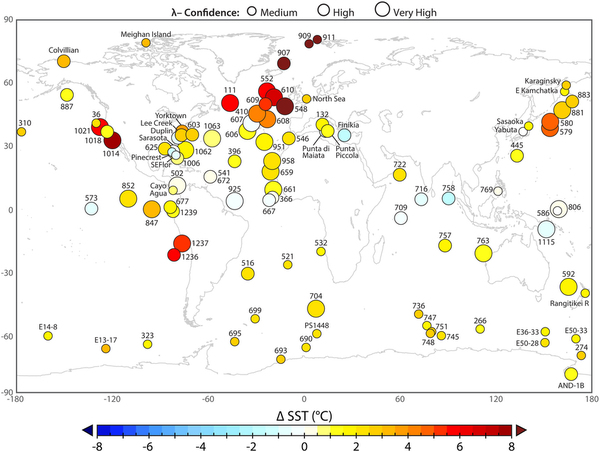 λ– Confidence: Medium High Very High
909 911
Meighan Island
Colvillian 907
90
60
30
0
-30
-60
-90
887
111 552 610
609 548 North Sea
Karaginsky
E Kamchatka 883
881
310 36
1021
1018
1014
Yorktown
Lee Creek
Duplin
Sarasota
625
Pinecrest
SEFlor
603 1063
410
607
606 608
132
Finikia
Punta di
Maiata
Punta
Piccola
Sasaoka
Yabuta
580
579
1062
1006
396
951
546
958
859
445
Cayo
Agua
502
541
672
722
573 852
847
677
1239
925
661
366
667
709
716 758
769
586 806
1115
1237
1236
532
757 763
516 521
592
Rangitikei R
704
699
PS1448
690
693
695
736
747
748
751
745
266
E14-8
E13-17
323
E36-33
E50-28
E50-33
274
AND-1B
-180 -120 -60 0 60 120 180
Δ SST (°C)
-8 -6 -4 -2 0 2 4 6 8